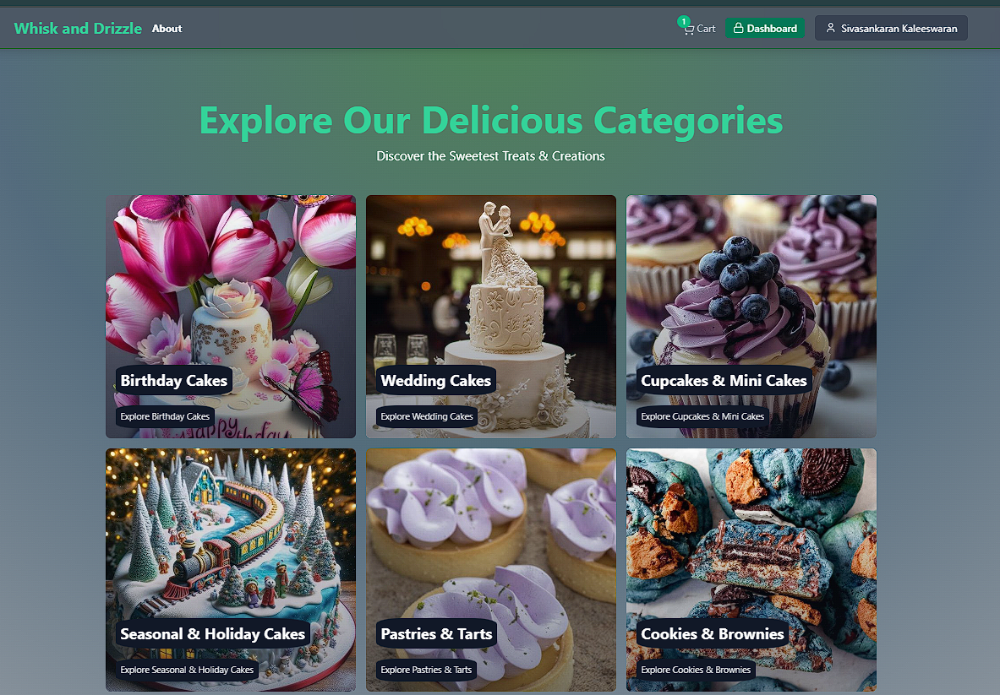 Whisk and Drizzle About 1 Cart Dashboard Sivasankaran Kaleeswaran
Explore Our Delicious Categories
Discover the Sweetest Treats & Creations
Birthday Cakes
Explore Birthday Cakes
Wedding Cakes
Explore Wedding Cakes
Cupcakes & Mini Cakes
Explore Cupcakes & Mini Cakes
Seasonal & Holiday Cakes
Explore Seasonal & Holiday Cakes
Pastries & Tarts
Explore Pastries & Tarts
Cookies & Brownies
Explore Cookies & Brownies